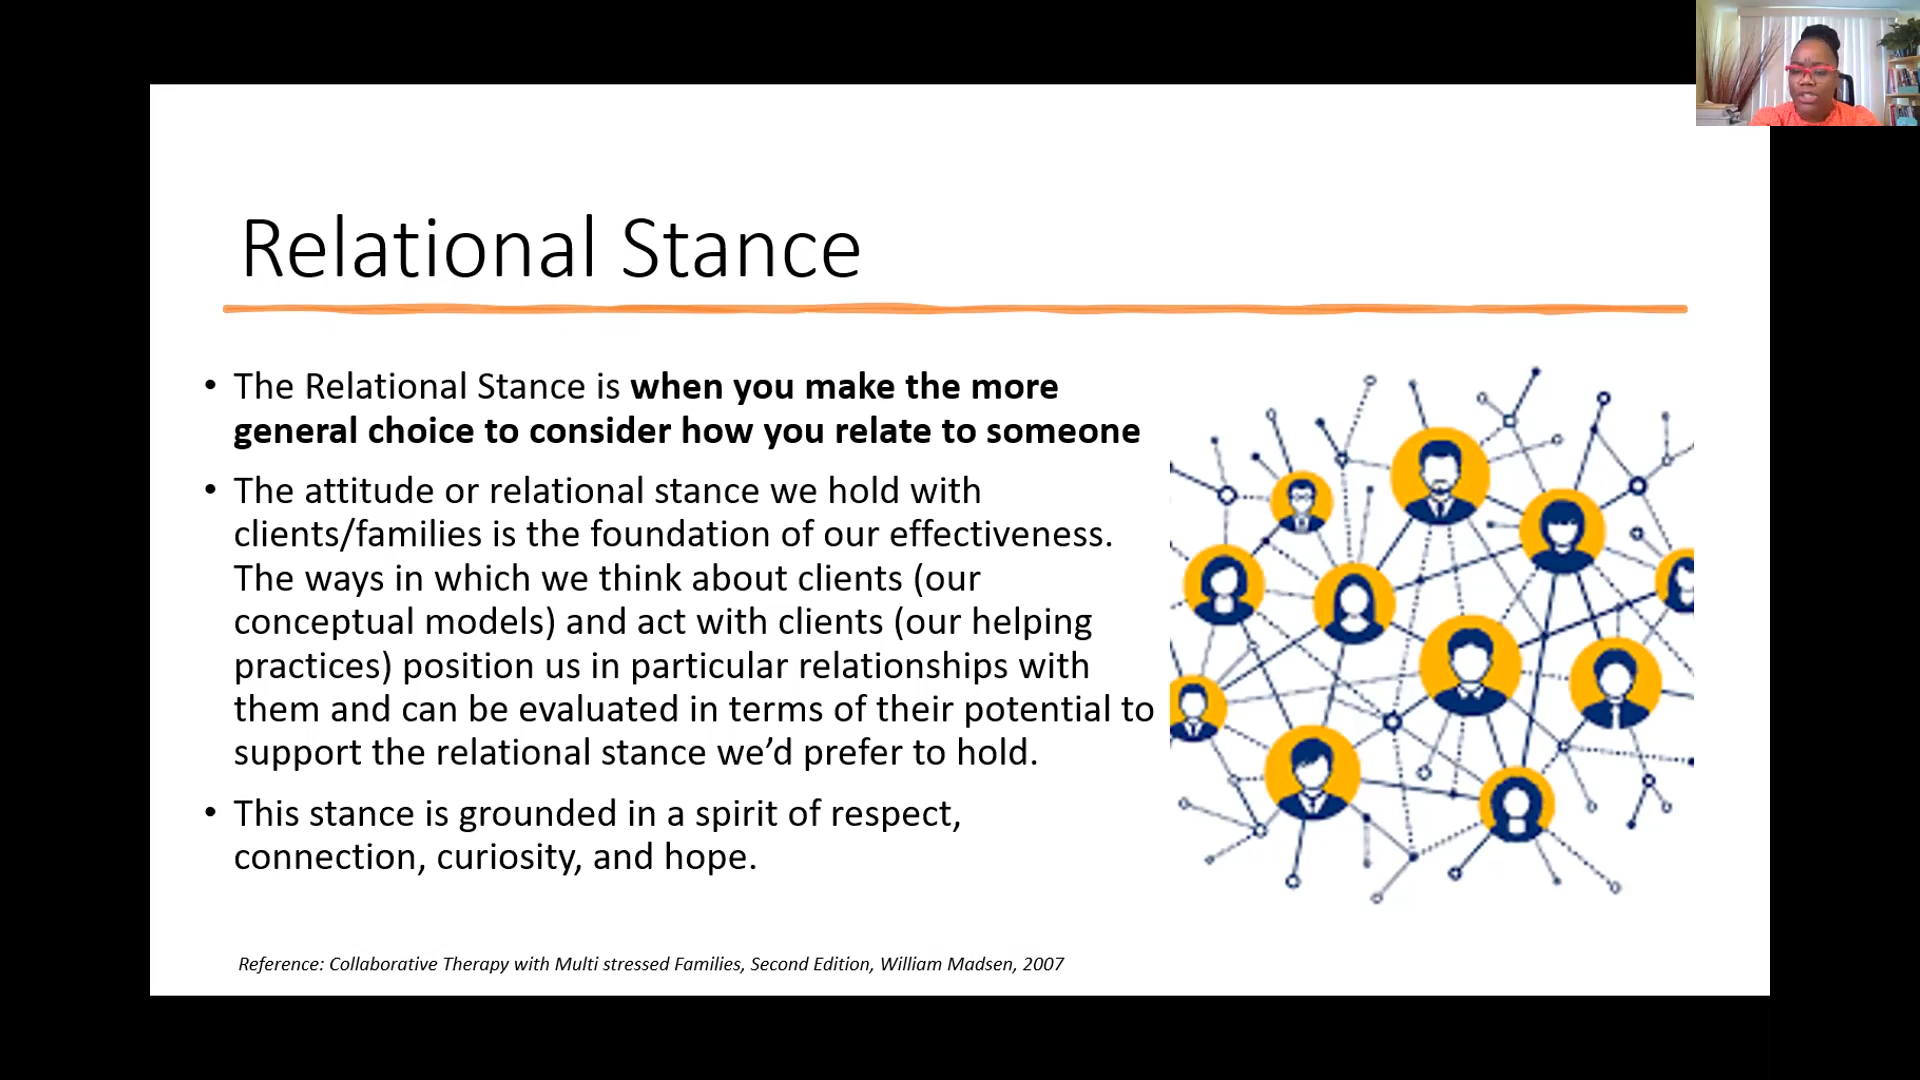 Relational Stance
• The Relational Stance is when you make the more
general choice to consider how you relate to someone
• The attitude or relational stance we hold with
clients/families is the foundation of our effectiveness.
The ways in which we think about clients (our
conceptual models) and act with clients (our helping
practices) position us in particular relationships with
them and can be evaluated in terms of their potential to
support the relational stance we’d prefer to hold.
• This stance is grounded in a spirit of respect,
connection, curiosity, and hope.
Reference: Collaborative Therapy with Multi stressed Families, Second Edition, William Madsen, 2007